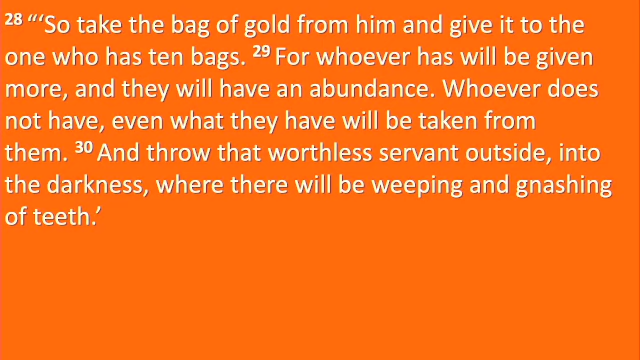 28 “‘So take the bag of gold from him and give it to the
one who has ten bags. 29 For whoever has will be given
more, and they will have an abundance. Whoever does
not have, even what they have will be taken from
them. 30 And throw that worthless servant outside, into
the darkness, where there will be weeping and gnashing
of teeth.’